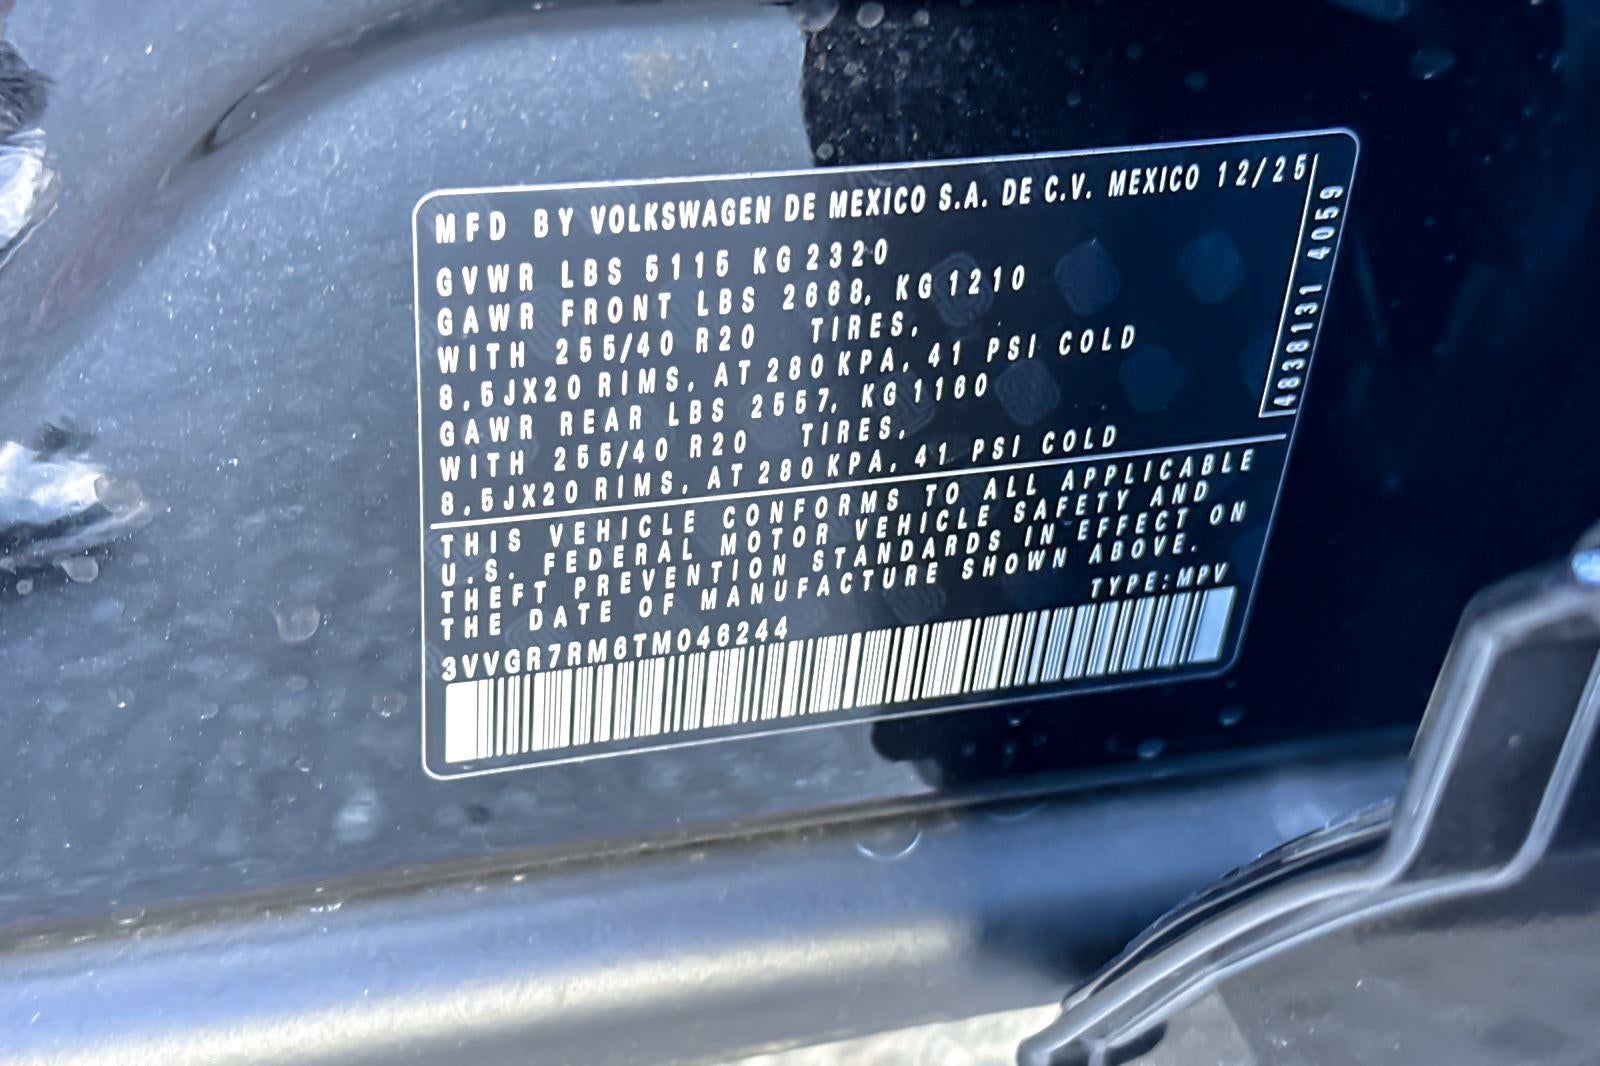 MFD BY VOLKSWAGEN DE MEXICO S.A. DE C.V. MEXICO 12/25
GVWR LBS 5115 KG 2320
GAWR FRONT LBS 2668, KG 1210
WITH 255/40 R20 TIRES,
8,5JX20 RIMS, AT 280 KPA, 41 PSI COLD
GAWR REAR LBS 2557, KG 1160
WITH 255/40 R20 TIRES,
8,5JX20 RIMS, AT 280 KPA, 41 PSI COLD
THIS VEHICLE CONFORMS TO ALL APPLICABLE
U.S. FEDERAL MOTOR VEHICLE SAFETY AND
THEFT PREVENTION STANDARDS IN EFFECT ON
THE DATE OF MANUFACTURE SHOWN ABOVE.
TYPE: MPV
3VVGR7RM6TM046244
4838131 4059